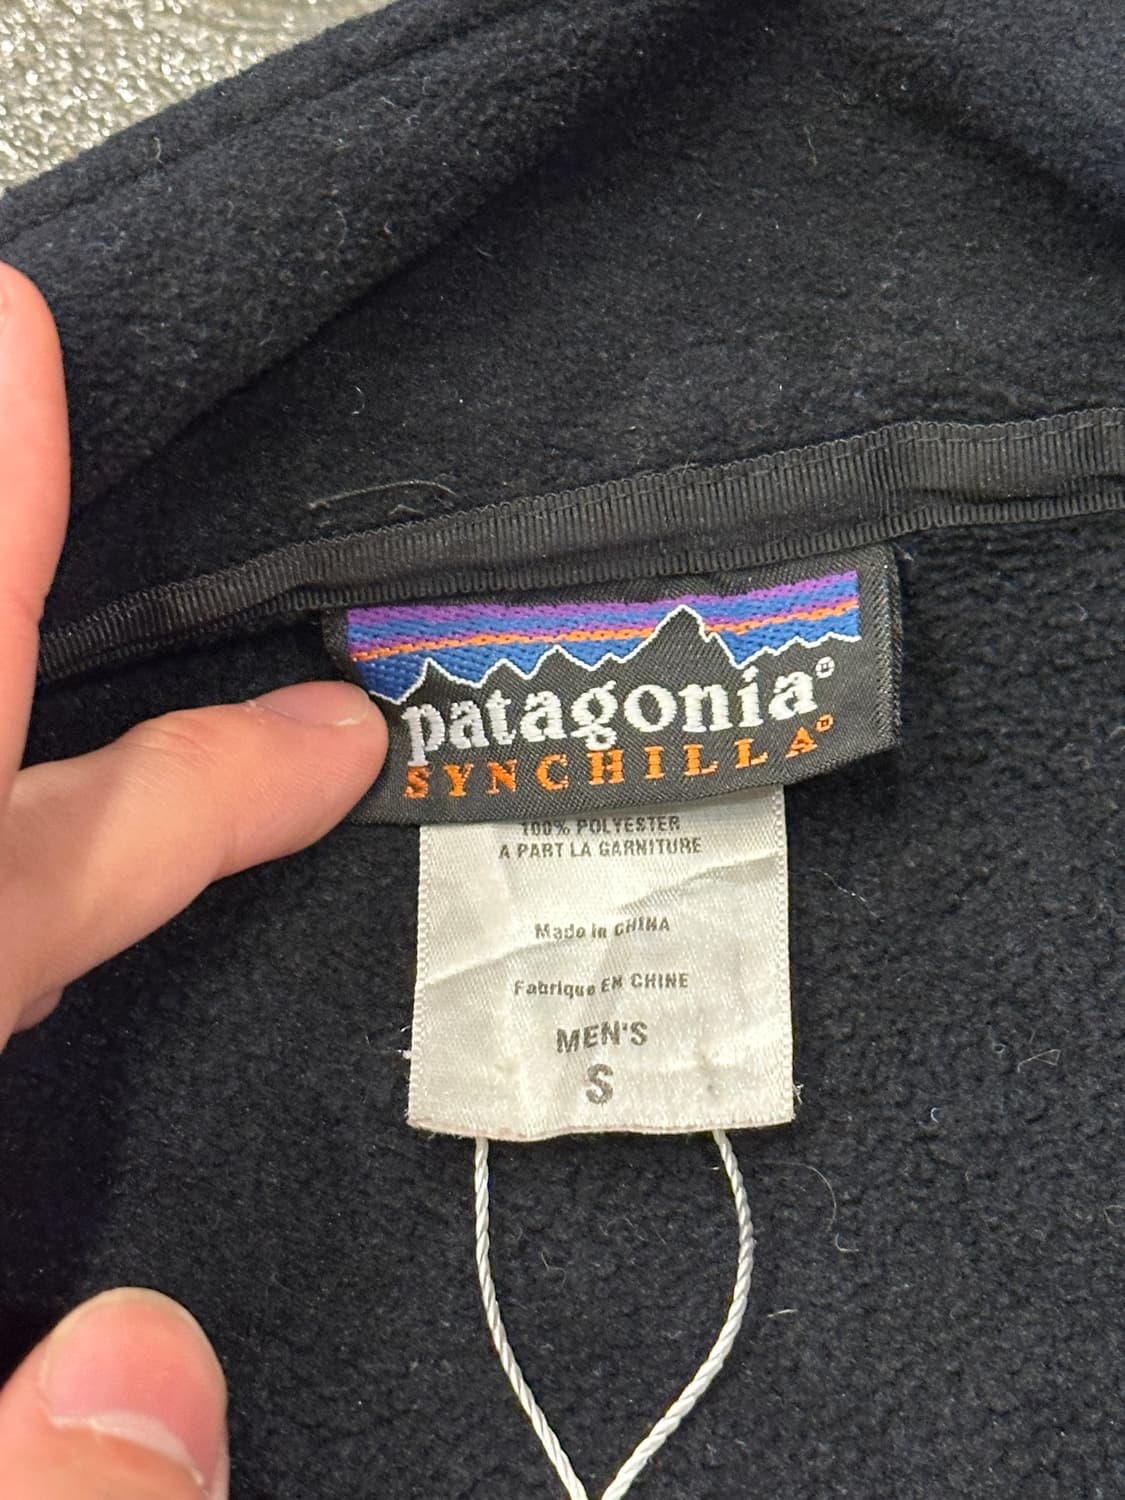 patagonia®
SYNCHILLA®
100% POLYESTER
A PART LA GARNITURE
Made in CHINA
Fabrique EN CHINE
MEN'S
S